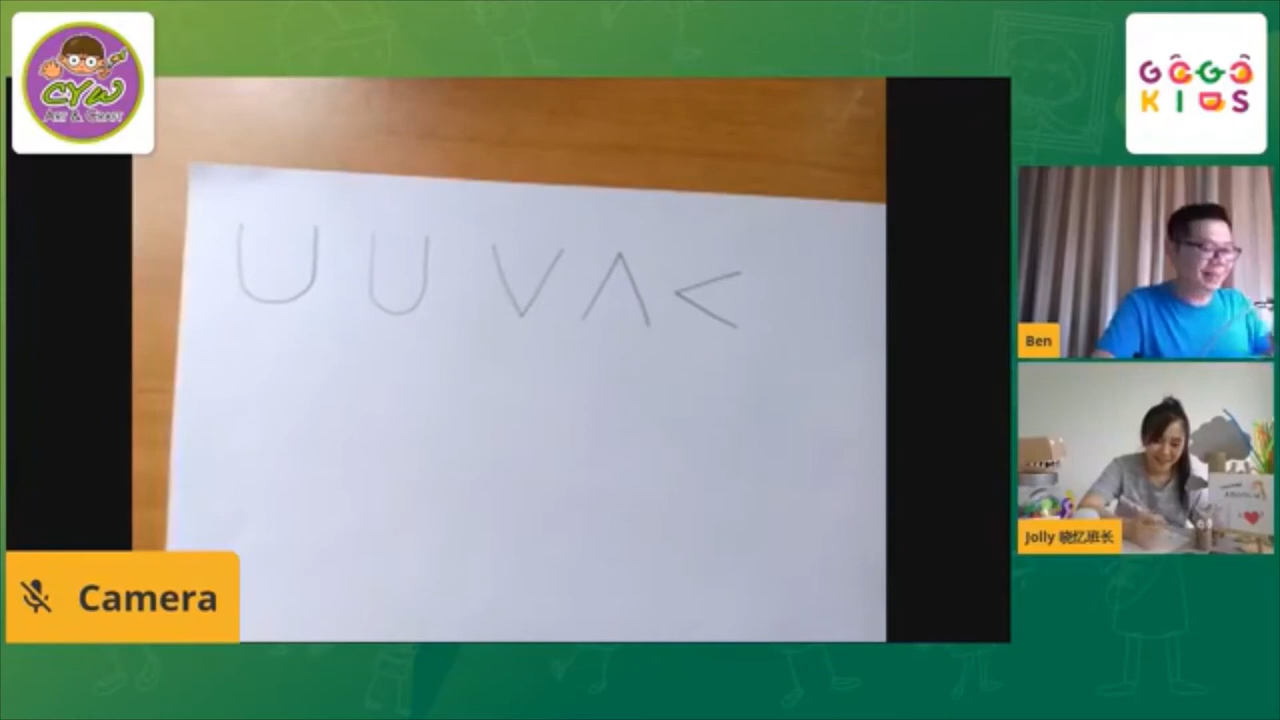 CYW
ART & CRAFT
GOGO
KIDS
U U V Λ <
Ben
Jolly 晓忆班长
Camera